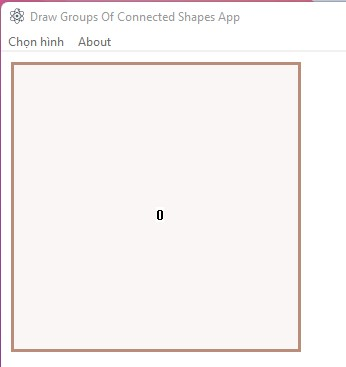 Draw Groups Of Connected Shapes App
Chọn hình About
0